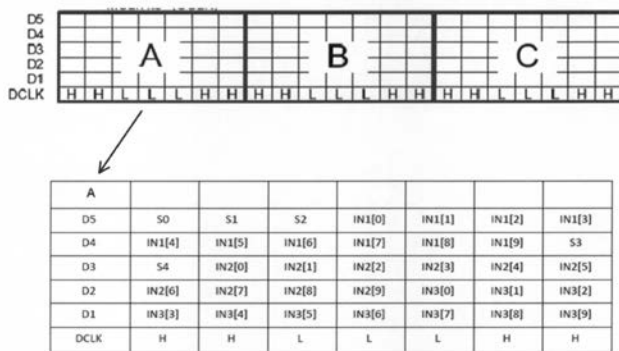 D5
D4
D3
D2
D1
A B C
DCLK H H L L L H H H H L L L H H H H L L L H H
A
D5 S0 S1 S2 IN1[0] IN1[1] IN1[2] IN1[3]
D4 IN1[4] IN1[5] IN1[6] IN1[7] IN1[8] IN1[9] S3
D3 S4 IN2[0] IN2[1] IN2[2] IN2[3] IN2[4] IN2[5]
D2 IN2[6] IN2[7] IN2[8] IN2[9] IN3[0] IN3[1] IN3[2]
D1 IN3[3] IN3[4] IN3[5] IN3[6] IN3[7] IN3[8] IN3[9]
DCLK H H L L L H H